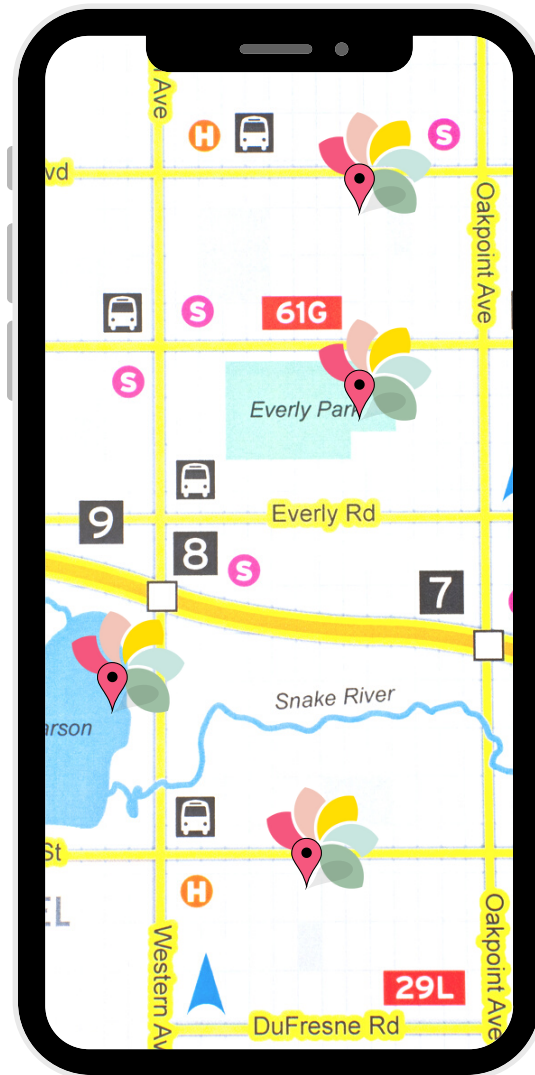 Ave
H
S
vd
Oakpoint Ave
S
61G
S
Everly Park
Everly Rd
9
8
S
7
Snake River
arson
St
H
EL
Western Av
Oakpoint Ave
29L
DuFresne Rd